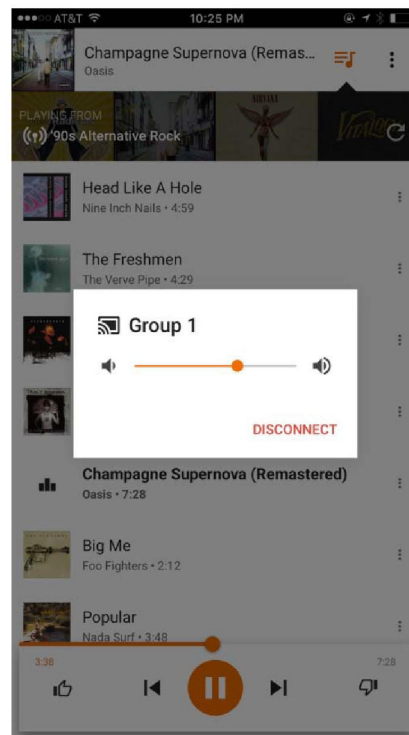 AT&T 10:25 PM
Champagne Supernova (Remas...
Oasis
PLAYING FROM
'90s Alternative Rock
NIRVANA
Vitalogy
Head Like A Hole
Nine Inch Nails • 4:59
The Freshmen
The Verve Pipe • 4:29
Group 1
DISCONNECT
Champagne Supernova (Remastered)
Oasis • 7:28
Big Me
Foo Fighters • 2:12
Popular
Nada Surf • 3:48
3:38 7:28